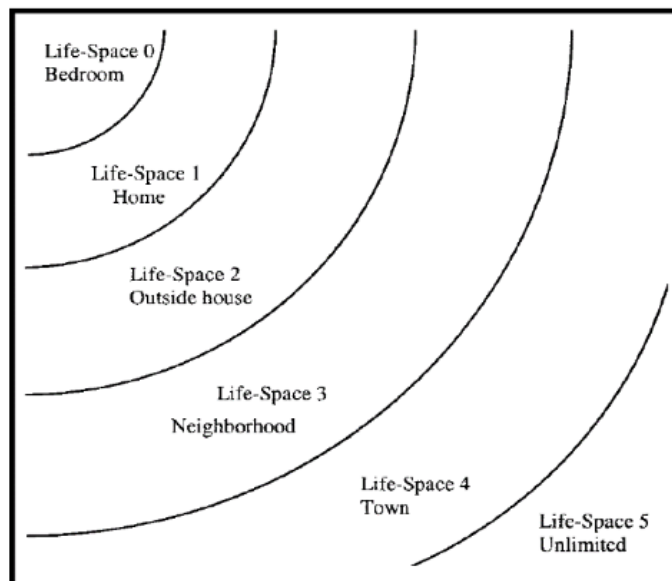 Life-Space 0
Bedroom
Life-Space 1
Home
Life-Space 2
Outside house
Life-Space 3
Neighborhood
Life-Space 4
Town
Life-Space 5
Unlimited